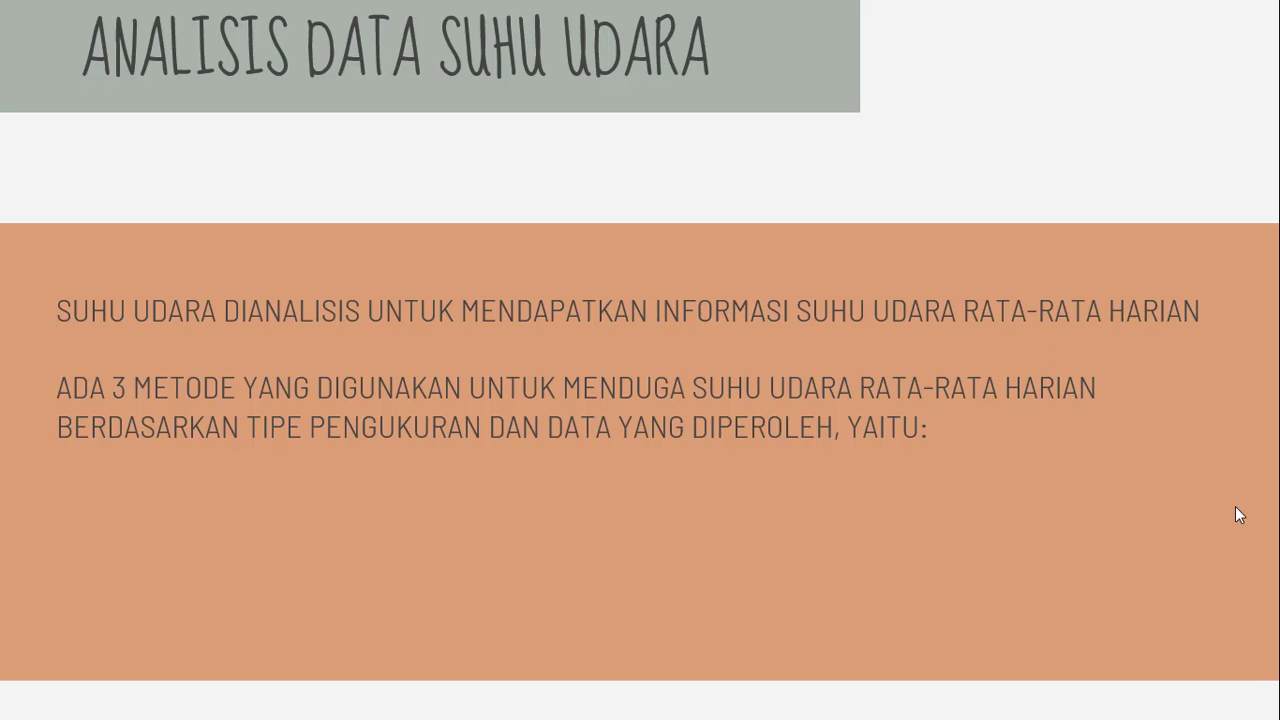 ANALISIS DATA SUHU UDARA
SUHU UDARA DIANALISIS UNTUK MENDAPATKAN INFORMASI SUHU UDARA RATA-RATA HARIAN
ADA 3 METODE YANG DIGUNAKAN UNTUK MENDUGA SUHU UDARA RATA-RATA HARIAN
BERDASARKAN TIPE PENGUKURAN DAN DATA YANG DIPEROLEH, YAITU: